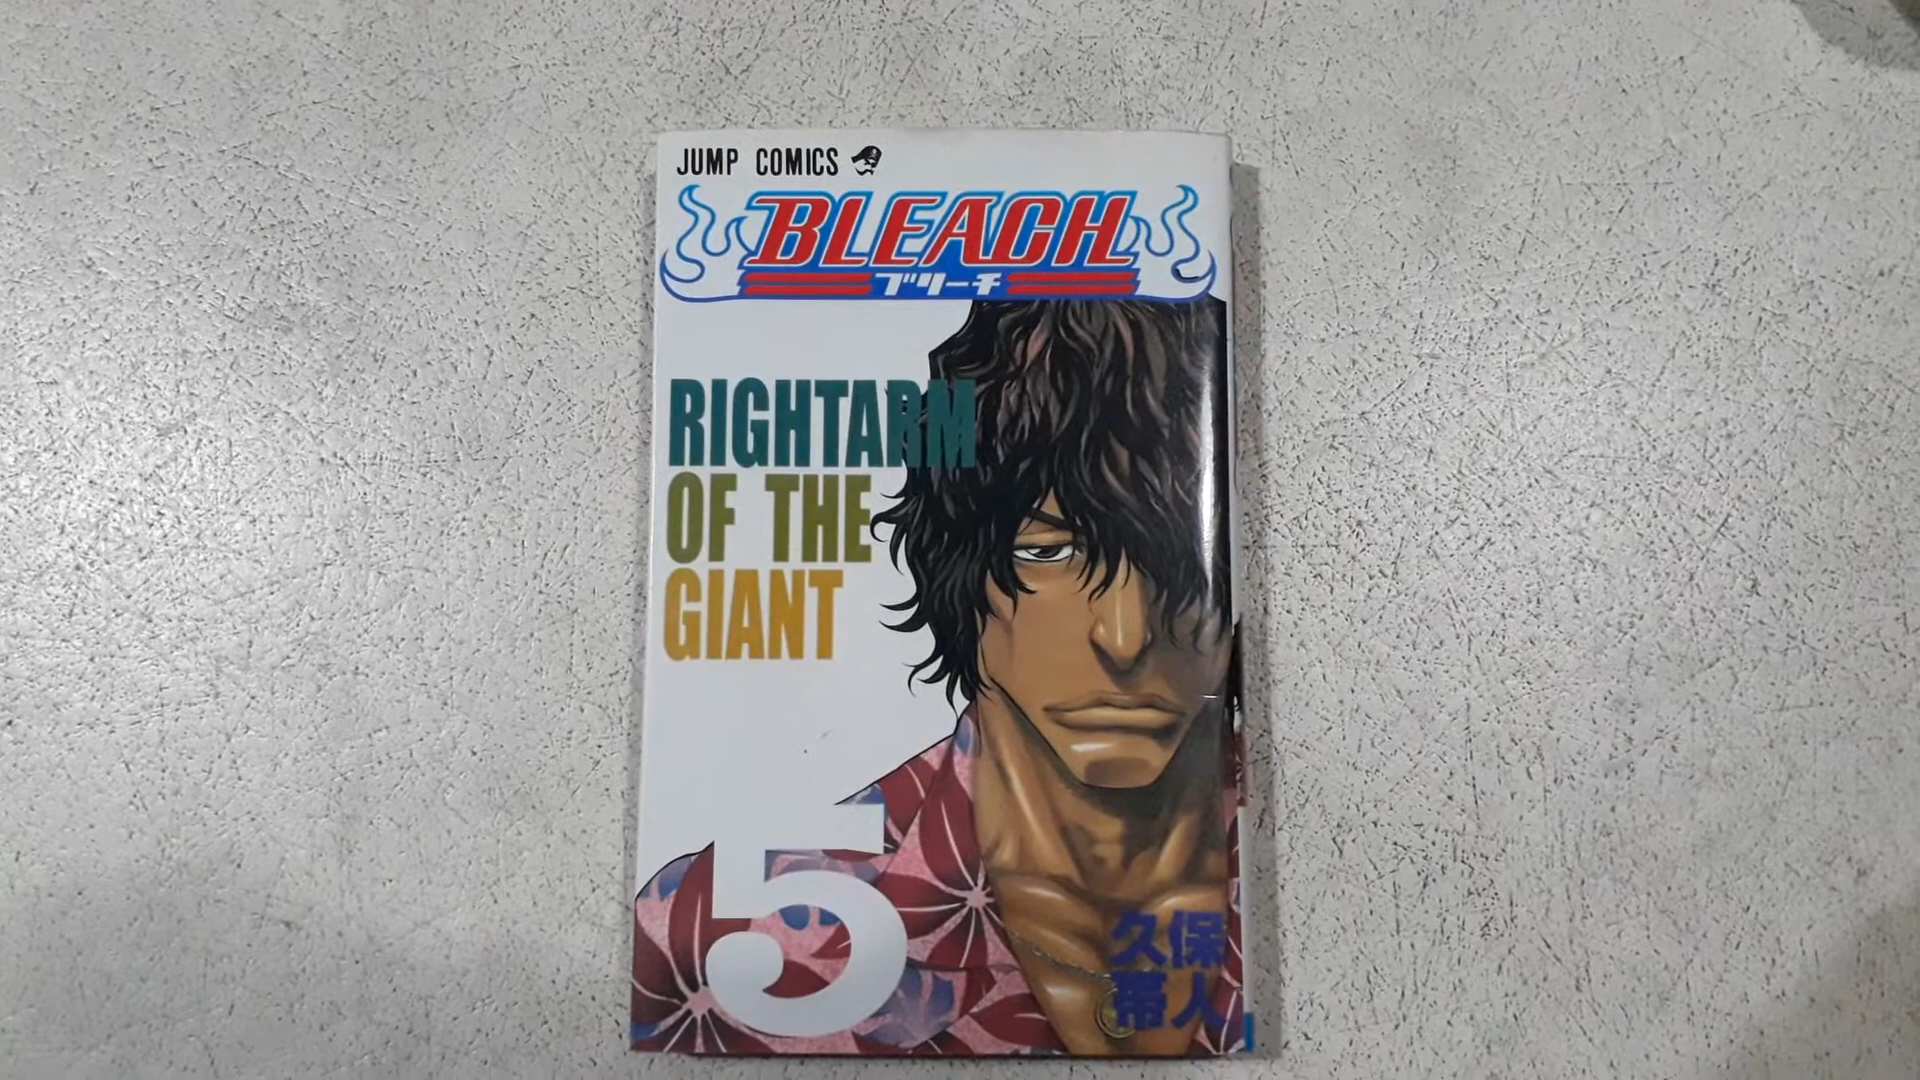 JUMP COMICS
BLEACH
ブリーチ
RIGHTARM
OF THE
GIANT
5
久保
帯人